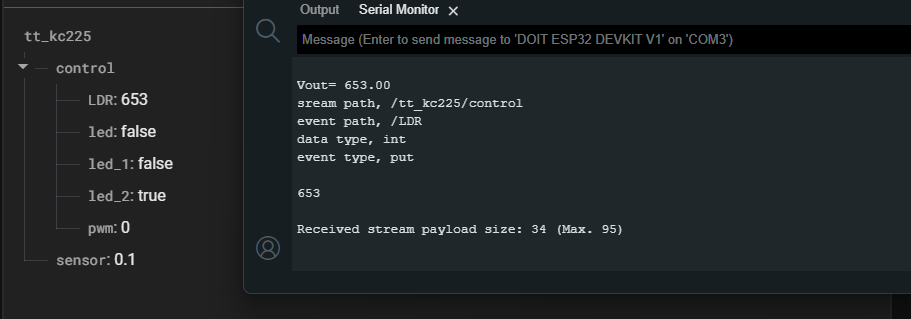 tt_kc225
control
LDR: 653
led: false
led_1: false
led_2: true
pwm: 0
sensor: 0.1
Output Serial Monitor
Message (Enter to send message to 'DOIT ESP32 DEVKIT V1' on 'COM3')
Vout= 653.00
sream path, /tt_kc225/control
event path, /LDR
data type, int
event type, put
653
Received stream payload size: 34 (Max. 95)